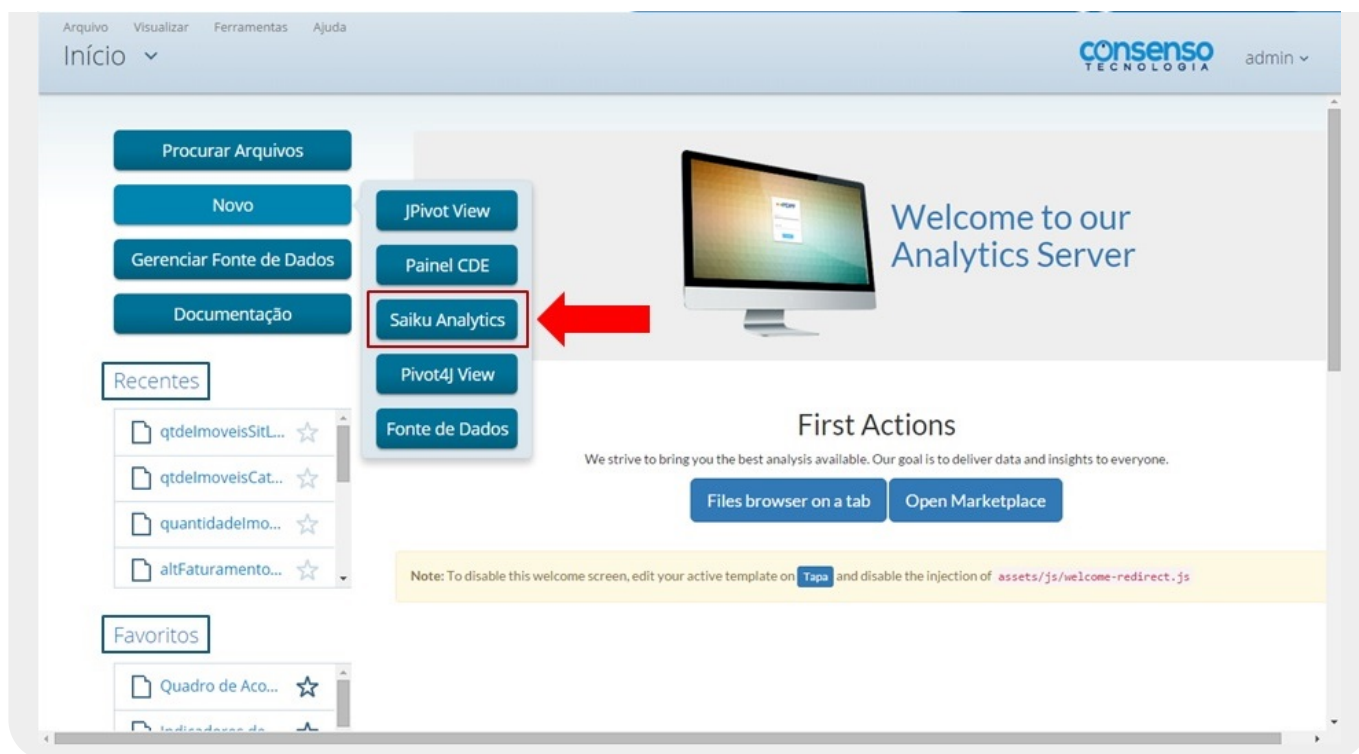 Arquivo Visualizar Ferramentas Ajuda
Início
consenso
TECNOLOGIA
admin
Procurar Arquivos
Novo
Gerenciar Fonte de Dados
Documentação
JPivot View
Painel CDE
Saiku Analytics
Pivot4J View
Fonte de Dados
Welcome to our
Analytics Server
Recentes
qtdeImoveisSitL...
qtdeImoveisCat...
quantidadeImo...
altFaturamento...
First Actions
We strive to bring you the best analysis available. Our goal is to deliver data and insights to everyone.
Files browser on a tab Open Marketplace
Note: To disable this welcome screen, edit your active template on Tapa and disable the injection of assets/js/welcome-redirect.js
Favoritos
Quadro de Aco...
Indicadores de